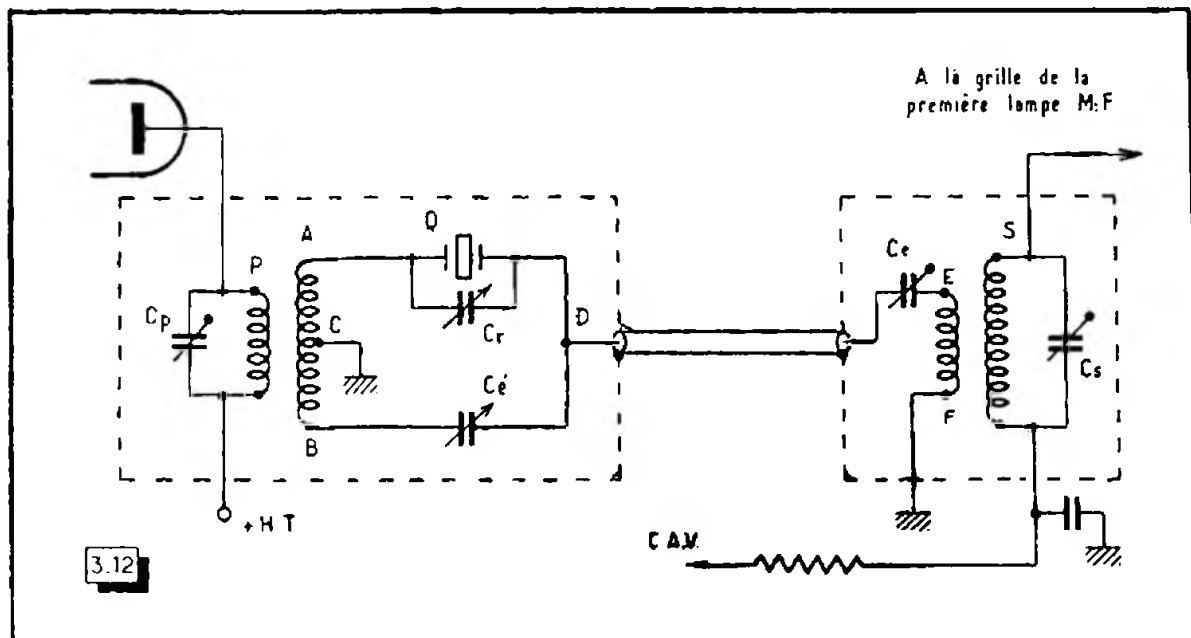 A la grille de la
première lampe M.F
Q
A
S
P
Ce
E
Cp
Cr
D
C
Cs
Cé
F
B
+HT
C.A.V.
3.12